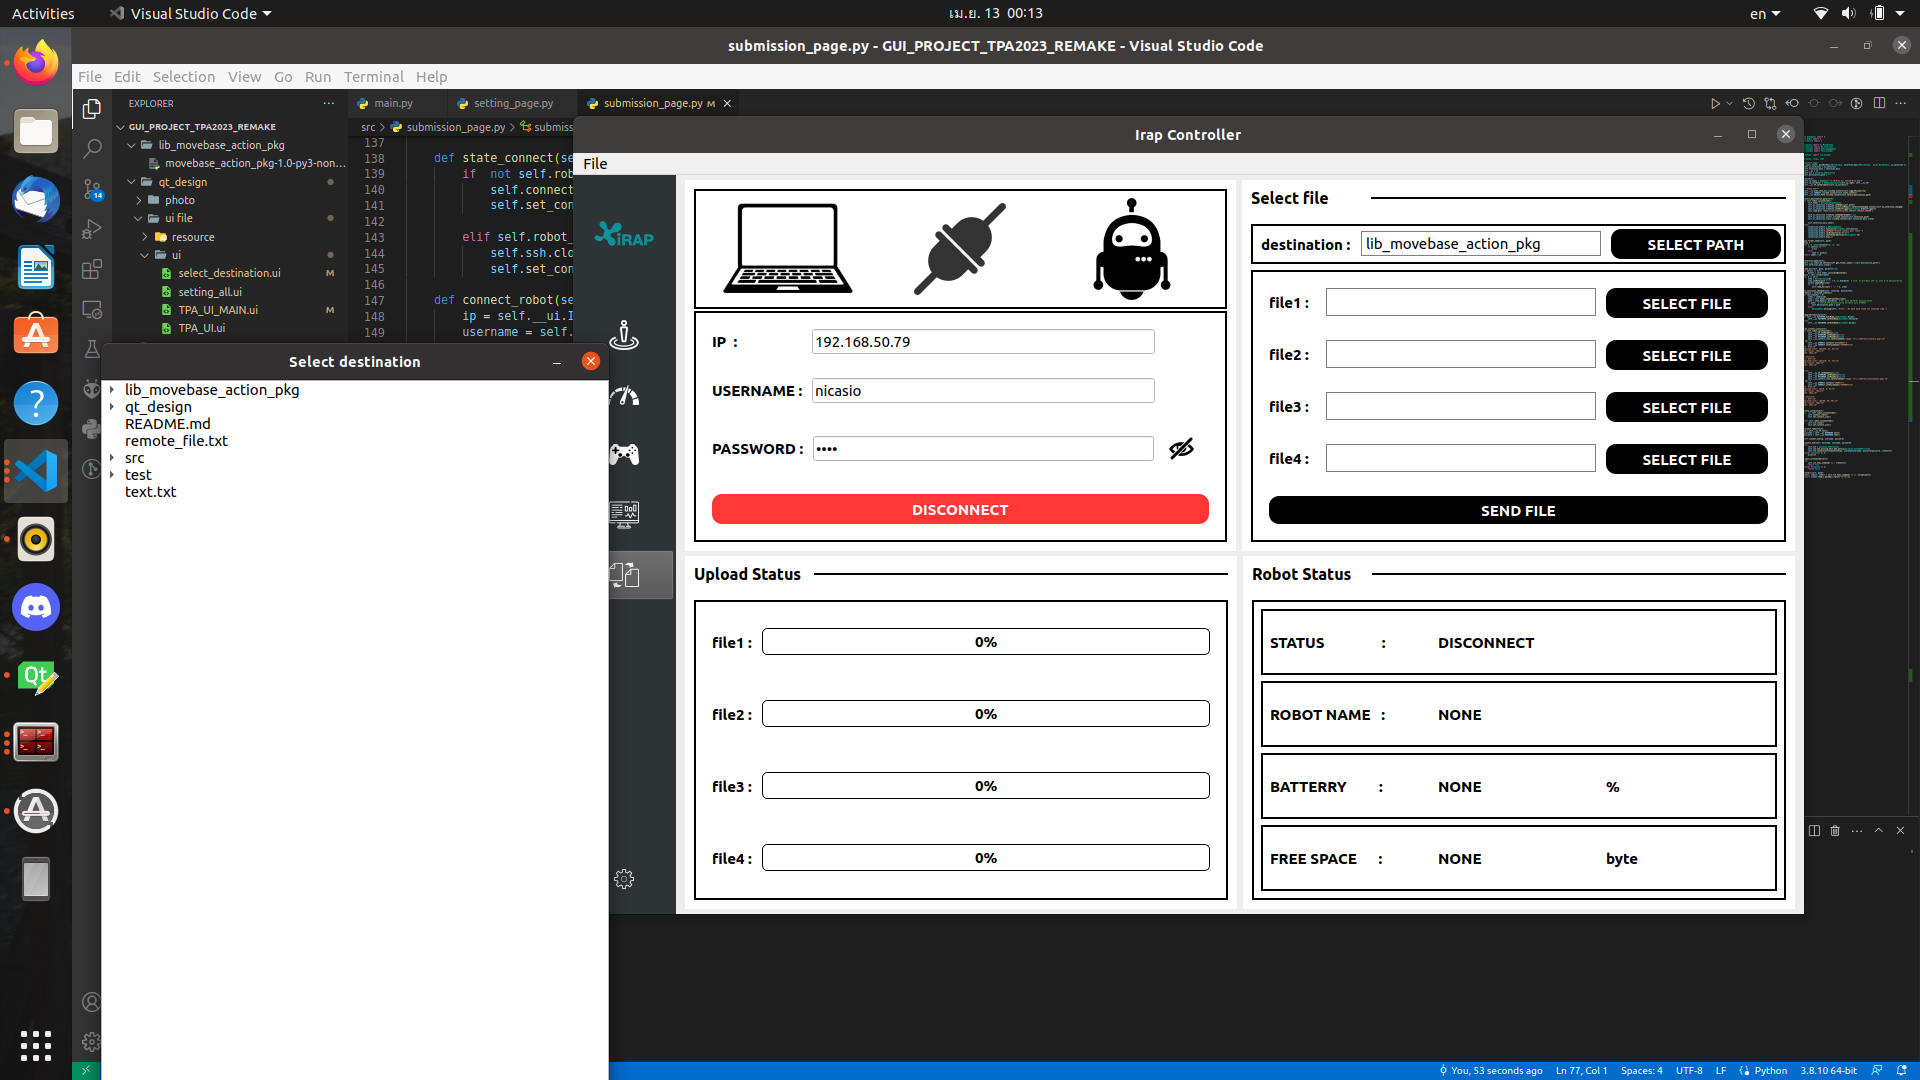 Activities
Visual Studio Code
เม.ย. 13 00:13
en
submission_page.py - GUI_PROJECT_TPA2023_REMAKE - Visual Studio Code
File Edit Selection View Go Run Terminal Help
EXPLORER
main.py
setting_page.py
submission_page.py M
GUI_PROJECT_TPA2023_REMAKE
src > submission_page.py > submiss
lib_movebase_action_pkg
movebase_action_pkg-1.0-py3-non...
qt_design
photo
ui file
resource
ui
select_destination.ui M
setting_all.ui
TPA_UI_MAIN.ui M
TPA_UI.ui
14
137
138 def state_connect(se
139 if not self.rob
140 self.connect
141 self.set_con
142
143 elif self.robot_
144 self.ssh.clo
145 self.set_con
146
147 def connect_robot(se
148 ip = self.__ui.I
149 username = self.
Irap Controller
File
iRAP
IP :
192.168.50.79
USERNAME :
nicasio
PASSWORD :
••••
DISCONNECT
Select file
destination :
lib_movebase_action_pkg
SELECT PATH
file1 :
SELECT FILE
file2 :
SELECT FILE
file3 :
SELECT FILE
file4 :
SELECT FILE
SEND FILE
Upload Status
file1 :
0%
file2 :
0%
file3 :
0%
file4 :
0%
Robot Status
STATUS : DISCONNECT
ROBOT NAME : NONE
BATTERRY : NONE %
FREE SPACE : NONE byte
Select destination
lib_movebase_action_pkg
qt_design
README.md
remote_file.txt
src
test
text.txt
Qt
You, 53 seconds ago
Ln 77, Col 1
Spaces: 4
UTF-8
LF
Python
3.8.10 64-bit